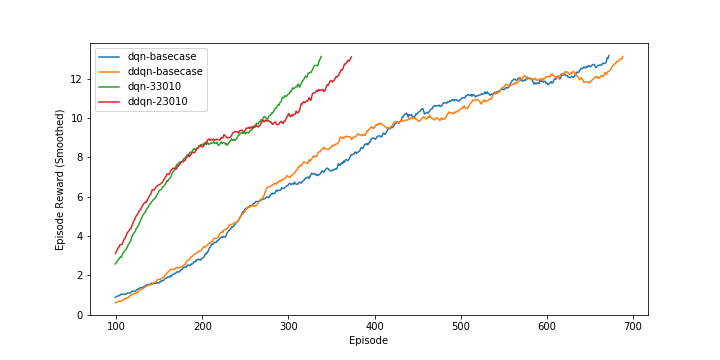 dqn-basecase
ddqn-basecase
dqn-33010
ddqn-23010
Episode Reward (Smoothed)
12
10
8
6
4
2
0
100 200 300 400 500 600 700
Episode